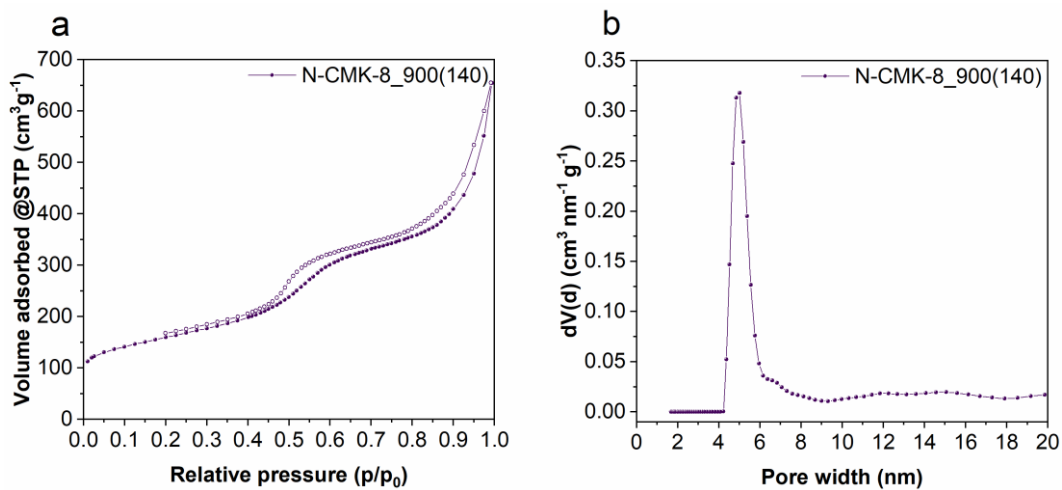 a
N-CMK-8_900(140)
Volume adsorbed @STP (cm³g⁻¹)
700
600
500
400
300
200
100
0
0.0 0.1 0.2 0.3 0.4 0.5 0.6 0.7 0.8 0.9 1.0
Relative pressure (p/p₀)
b
N-CMK-8_900(140)
dV(d) (cm³ nm⁻¹ g⁻¹)
0.35
0.30
0.25
0.20
0.15
0.10
0.05
0.00
2 4 6 8 10 12 14 16 18 20
Pore width (nm)